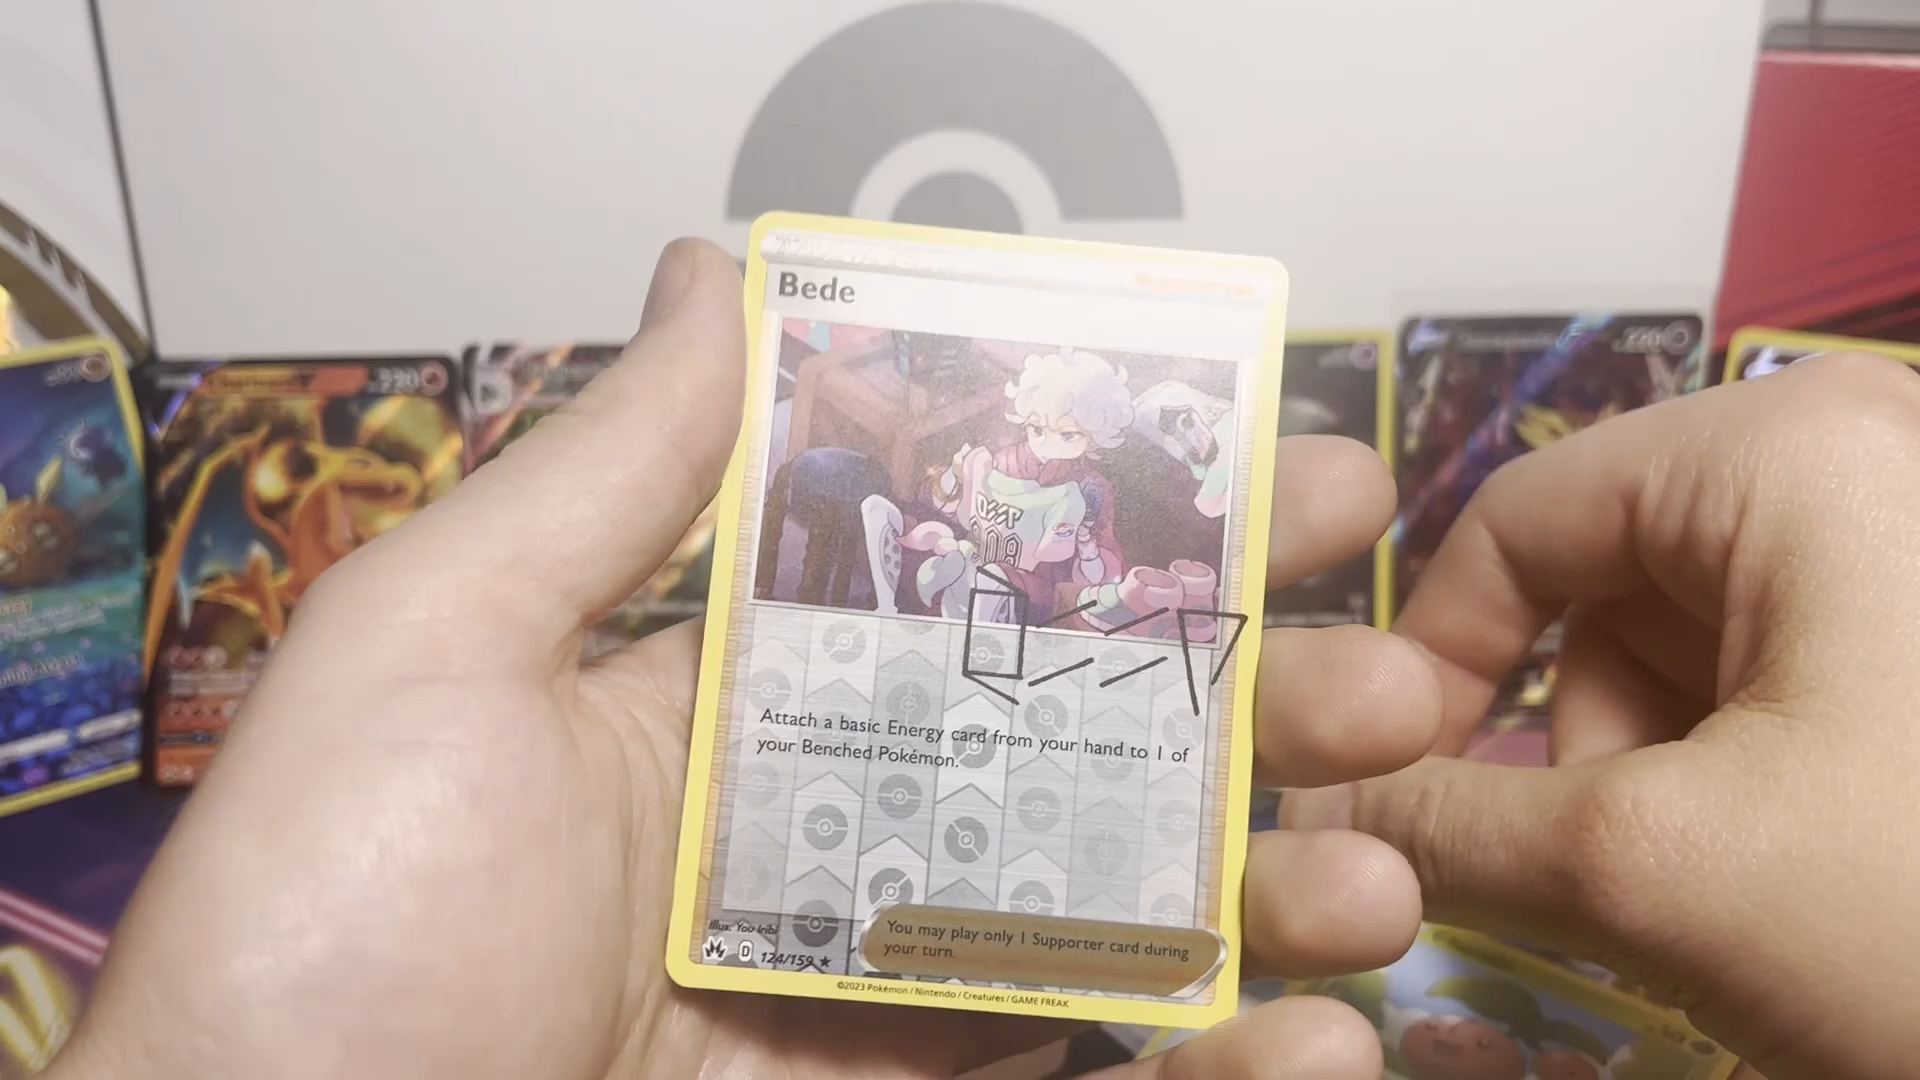 Bede
220
220
Attach a basic Energy card from your hand to 1 of
your Benched Pokémon.
Illus. You Iribi
D 124/159 ★
You may play only 1 Supporter card during
your turn.
©2023 Pokémon / Nintendo / Creatures / GAME FREAK